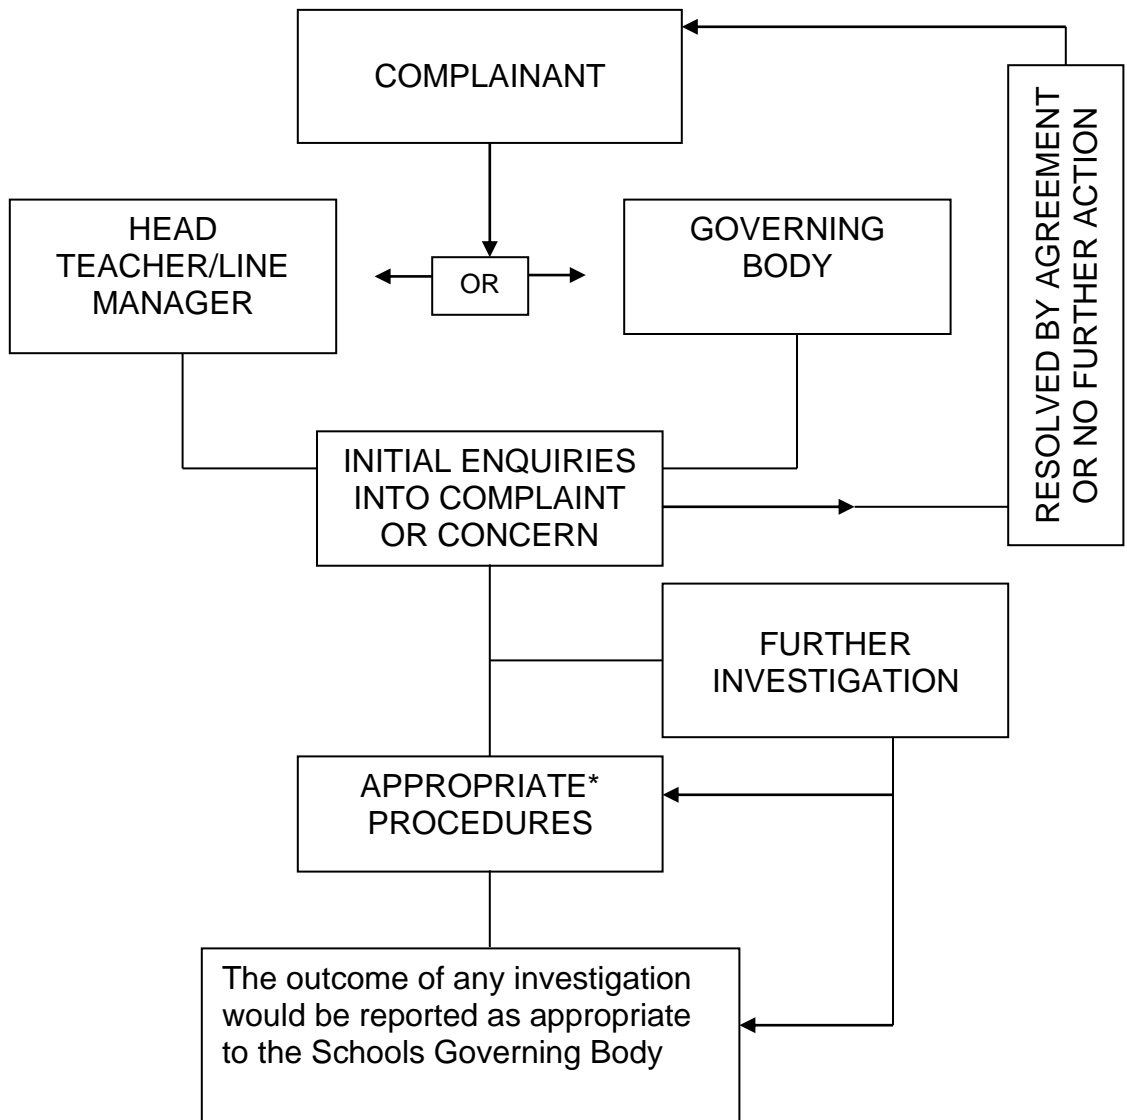 COMPLAINANT
RESOLVED BY AGREEMENT
OR NO FURTHER ACTION
HEAD
TEACHER/LINE
MANAGER
OR
GOVERNING
BODY
INITIAL ENQUIRIES
INTO COMPLAINT
OR CONCERN
FURTHER
INVESTIGATION
APPROPRIATE*
PROCEDURES
The outcome of any investigation
would be reported as appropriate
to the Schools Governing Body